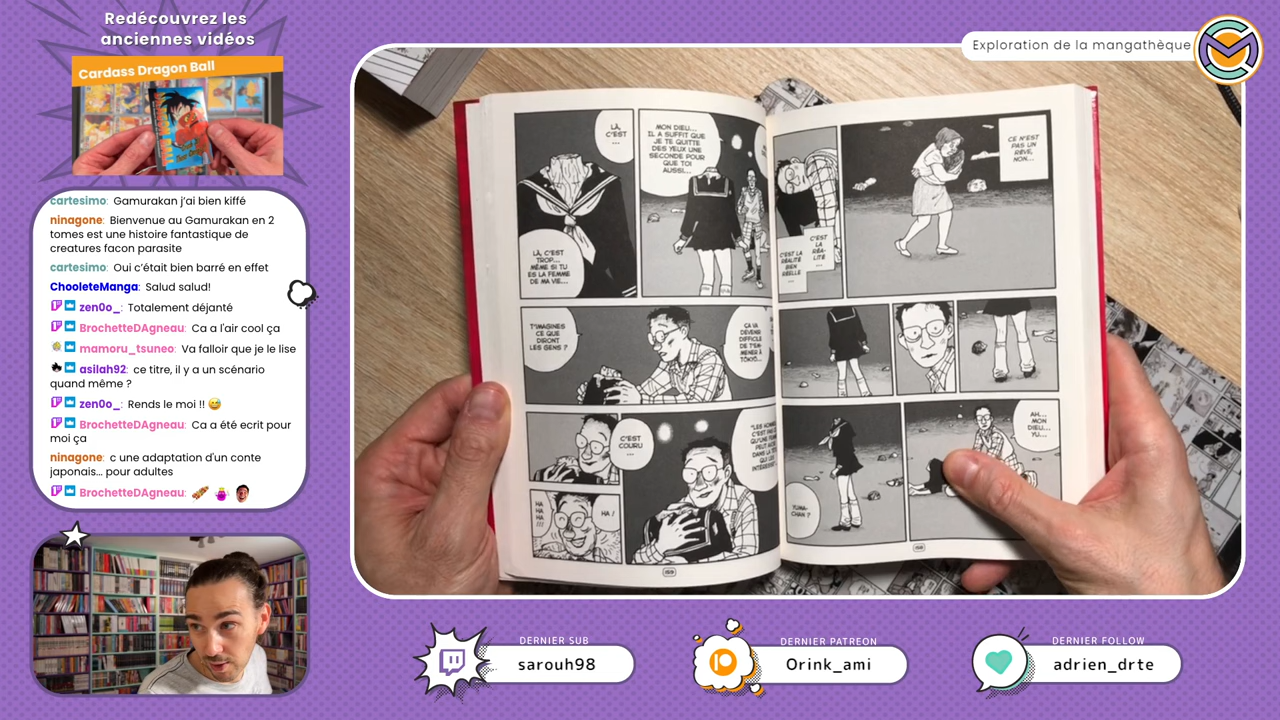 Redécouvrez les
anciennes vidéos
Cardass Dragon Ball
cartesimo: Gamurakan j'ai bien kiffé
ninagone: Bienvenue au Gamurakan en 2
tomes est une histoire fantastique de
creatures facon parasite
cartesimo: Oui c'était bien barré en effet
ChooleteManga: Salud salud!
zen0o_: Totalement déjanté
BrochetteDAgneau: Ca a l'air cool ça
mamoru_tsuneo: Va falloir que je le lise
asilah92: ce titre, il y a un scénario
quand même ?
zen0o_: Rends le moi !!
BrochetteDAgneau: Ca a été ecrit pour
moi ça
ninagone: c une adaptation d'un conte
japonais... pour adultes
BrochetteDAgneau:
Exploration de la mangathèque
LÀ,
C'EST
...
LÀ, C'EST
TROP...
MÊME SI TU
ES LA FEMME
DE MA VIE...
MON DIEU...
IL A SUFFIT QUE
JE TE QUITTE
DES YEUX UNE
SECONDE POUR
QUE TOI
AUSSI...
T'IMAGINES
CE QUE
DIRONT
LES GENS ?
ÇA VA
DEVENIR
DIFFICILE
DE T'EM-
MENER À
TÔKYÔ...
C'EST
COURU
...
HA
HA
HA
!!!
HA !
153
C'EST LA
RÉA-
LITÉ
...
C'EST LA
RÉALITÉ
BIEN
RÉELLE
...
CE N'EST
PAS UN
RÊVE,
NON...
YUMA-
CHAN ?
AH...
MON
DIEU...
YU...
DERNIER SUB
sarouh98
DERNIER PATREON
Orink_ami
DERNIER FOLLOW
adrien_drte